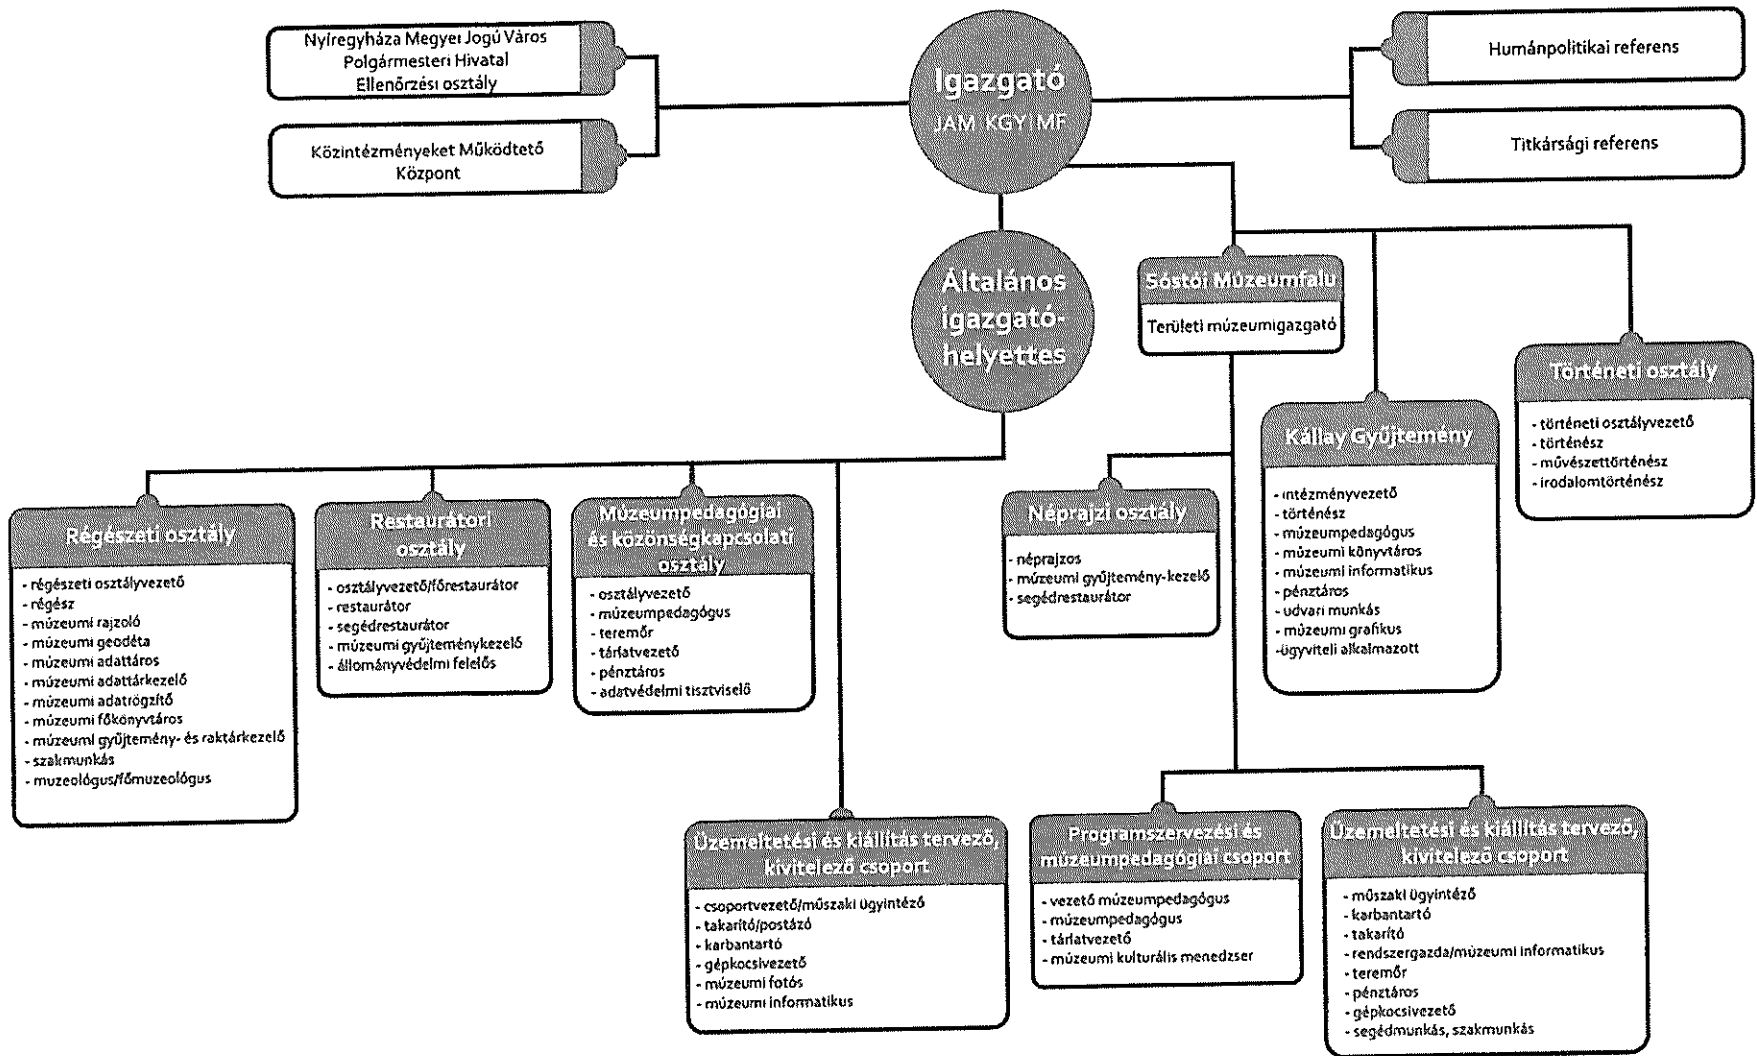 Nyíregyháza Megyei Jogú Város
Polgármesteri Hivatal
Ellenőrzési osztály
Közintézményeket Működtető
Központ
Igazgató
JAM KGY MF
Humánpolitikai referens
Titkársági referens
Általános
igazgató-
helyettes
Sóstói Múzeumfalu
Területi múzeumigazgató
Kállay Gyűjtemény
- intézményvezető
- történész
- múzeumpedagógus
- múzeumi könyvtáros
- múzeumi informatikus
- pénztáros
- udvari munkás
- múzeumi grafikus
-ügyviteli alkalmazott
Történeti osztály
- történeti osztályvezető
- történész
- művészettörténész
- irodalomtörténész
Régészeti osztály
- régészeti osztályvezető
- régész
- múzeumi rajzoló
- múzeumi geodéta
- múzeumi adattáros
- múzeumi adattárkezelő
- múzeumi adatrögzítő
- múzeumi főkönyvtáros
- múzeumi gyűjtemény- és raktárkezelő
- szakmunkás
- muzeológus/főmuzeológus
Restaurátori
osztály
- osztályvezető/főrestaurátor
- restaurátor
- segédrestaurátor
- múzeumi gyűjteménykezelő
- állományvédelmi felelős
Múzeumpedagógiai
és közönségkapcsolati
osztály
- osztályvezető
- múzeumpedagógus
- teremőr
- tárlatvezető
- pénztáros
- adatvédelmi tisztviselő
Néprajzi osztály
- néprajzos
- múzeumi gyűjtemény-kezelő
- segédrestaurátor
Üzemeltetési és kiállítás tervező,
kivitelező csoport
- csoportvezető/műszaki ügyintéző
- takarító/postázó
- karbantartó
- gépkocsivezető
- múzeumi fotós
- múzeumi informatikus
Programszervezési és
múzeumpedagógiai csoport
- vezető múzeumpedagógus
- múzeumpedagógus
- tárlatvezető
- múzeumi kulturális menedzser
Üzemeltetési és kiállítás tervező,
kivitelező csoport
- műszaki ügyintéző
- karbantartó
- takarító
- rendszergazda/múzeumi informatikus
- teremőr
- pénztáros
- gépkocsivezető
- segédmunkás, szakmunkás